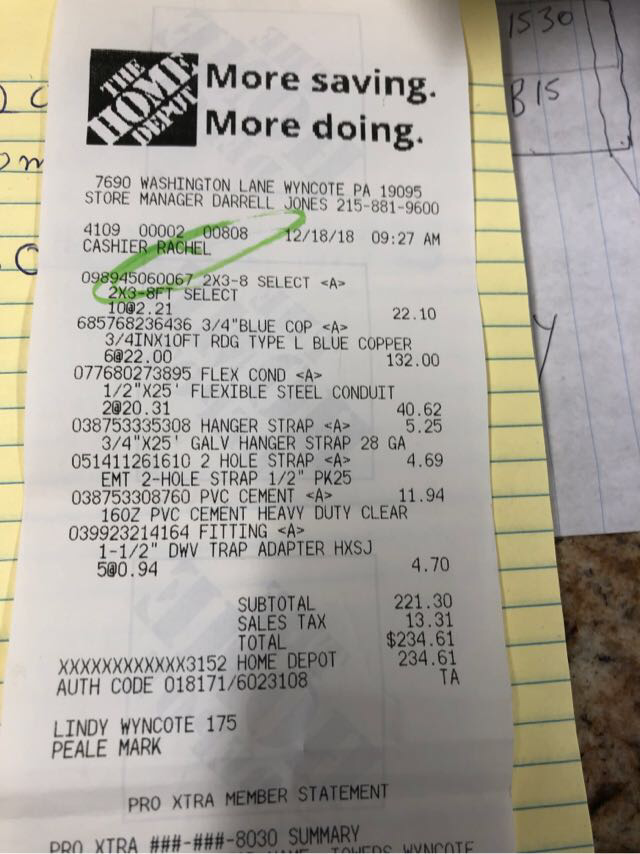 THE
HOME
DEPOT
More saving.
More doing.
7690 WASHINGTON LANE WYNCOTE PA 19095
STORE MANAGER DARRELL JONES 215-881-9600
4109 00002 00808 12/18/18 09:27 AM
CASHIER RACHEL
098945060067 2X3-8 SELECT <A>
2X3-8FT SELECT
10@2.21 22.10
685768236436 3/4"BLUE COP <A>
3/4INX10FT RDG TYPE L BLUE COPPER
6@22.00 132.00
077680273895 FLEX COND <A>
1/2"X25' FLEXIBLE STEEL CONDUIT
2@20.31 40.62
038753335308 HANGER STRAP <A> 5.25
3/4"X25' GALV HANGER STRAP 28 GA
051411261610 2 HOLE STRAP <A> 4.69
EMT 2-HOLE STRAP 1/2" PK25
038753308760 PVC CEMENT <A> 11.94
16OZ PVC CEMENT HEAVY DUTY CLEAR
039923214164 FITTING <A>
1-1/2" DWV TRAP ADAPTER HXSJ
5@0.94 4.70
SUBTOTAL 221.30
SALES TAX 13.31
TOTAL $234.61
XXXXXXXXXXXX3152 HOME DEPOT 234.61
AUTH CODE 018171/6023108 TA
LINDY WYNCOTE 175
PEALE MARK
PRO XTRA MEMBER STATEMENT
PRO XTRA ###-###-8030 SUMMARY
1530
B15